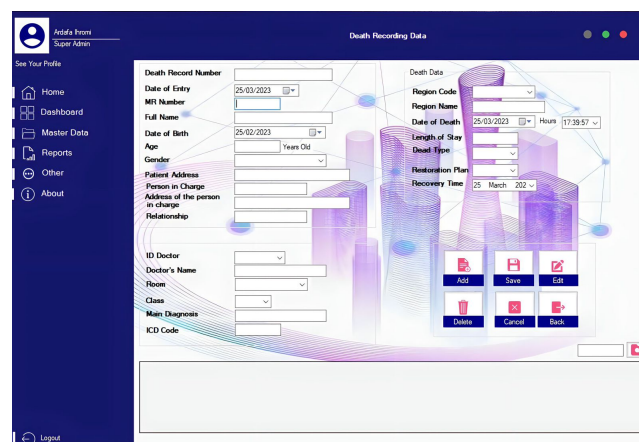 Ardafa Ihromi
Super Admin
Death Recording Data
See Your Profile
Home
Dashboard
Master Data
Reports
Other
About
Logout
Death Record Number
Date of Entry 25/03/2023
MR Number
Full Name
Date of Birth 25/02/2023
Age Years Old
Gender
Patient Address
Person in Charge
Address of the person
in charge
Relationship
ID Doctor
Doctor's Name
Room
Class
Main Diagnosis
ICD Code
Death Data
Region Code
Region Name
Date of Death 25/03/2023 Hours 17:39:57
Length of Stay
Dead Type
Restoration Plan
Recovery Time 25 March 202
Add Save Edit
Delete Cancel Back